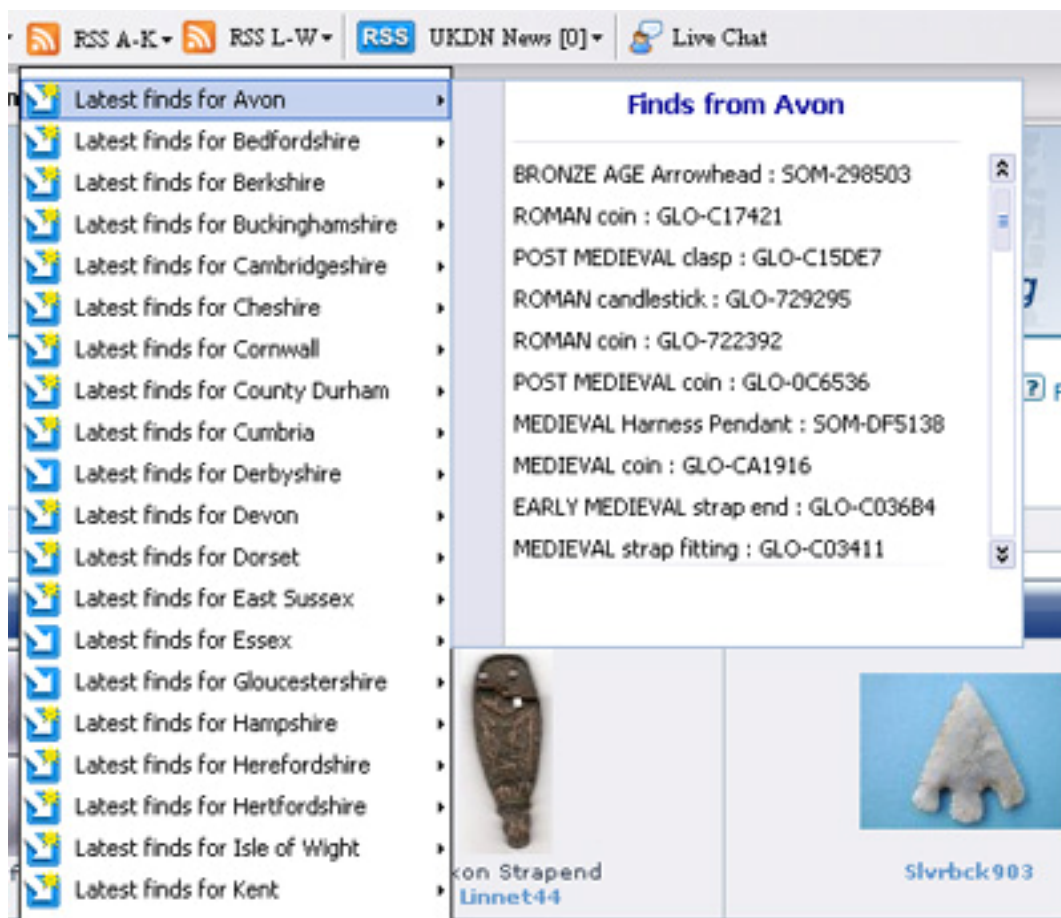 RSS A-K RSS L-W RSS UKDN News [0] Live Chat
Latest finds for Avon
Latest finds for Bedfordshire
Latest finds for Berkshire
Latest finds for Buckinghamshire
Latest finds for Cambridgeshire
Latest finds for Cheshire
Latest finds for Cornwall
Latest finds for County Durham
Latest finds for Cumbria
Latest finds for Derbyshire
Latest finds for Devon
Latest finds for Dorset
Latest finds for East Sussex
Latest finds for Essex
Latest finds for Gloucestershire
Latest finds for Hampshire
Latest finds for Herefordshire
Latest finds for Hertfordshire
Latest finds for Isle of Wight
Latest finds for Kent
Finds from Avon
BRONZE AGE Arrowhead : SOM-298503
ROMAN coin : GLO-C17421
POST MEDIEVAL clasp : GLO-C15DE7
ROMAN candlestick : GLO-729295
ROMAN coin : GLO-722392
POST MEDIEVAL coin : GLO-0C6536
MEDIEVAL Harness Pendant : SOM-DF5138
MEDIEVAL coin : GLO-CA1916
EARLY MEDIEVAL strap end : GLO-C036B4
MEDIEVAL strap fitting : GLO-C03411
xon Strapend
Linnet44
Slvrbck903